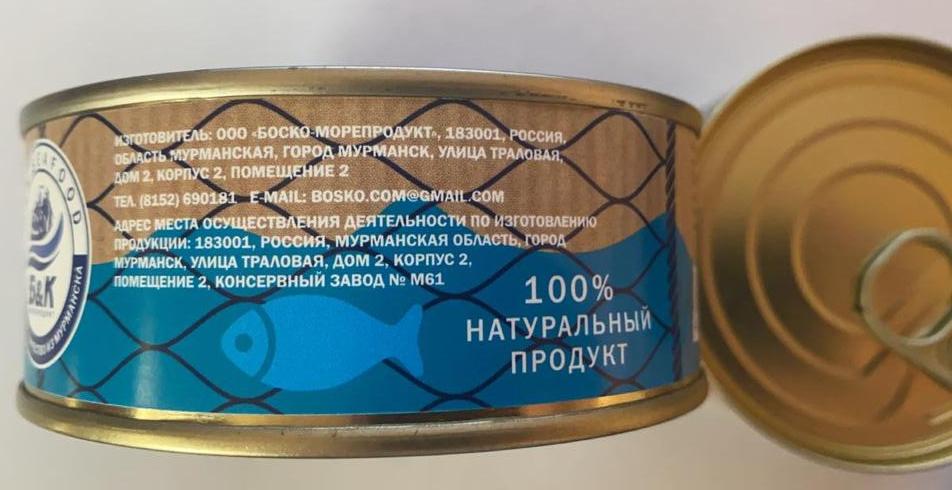 ИЗГОТОВИТЕЛЬ: ООО «БОСКО-МОРЕПРОДУКТ», 183001, РОССИЯ,
ОБЛАСТЬ МУРМАНСКАЯ, ГОРОД МУРМАНСК, УЛИЦА ТРАЛОВАЯ,
ДОМ 2, КОРПУС 2, ПОМЕЩЕНИЕ 2
ТЕЛ. (8152) 690181 E-MAIL: BOSKO.COM@GMAIL.COM
АДРЕС МЕСТА ОСУЩЕСТВЛЕНИЯ ДЕЯТЕЛЬНОСТИ ПО ИЗГОТОВЛЕНИЮ
ПРОДУКЦИИ: 183001, РОССИЯ, МУРМАНСКАЯ ОБЛАСТЬ, ГОРОД
МУРМАНСК, УЛИЦА ТРАЛОВАЯ, ДОМ 2, КОРПУС 2,
ПОМЕЩЕНИЕ 2, КОНСЕРВНЫЙ ЗАВОД № М61
Б&К
ИЗ МУРМАНСКА
100%
НАТУРАЛЬНЫЙ
ПРОДУКТ